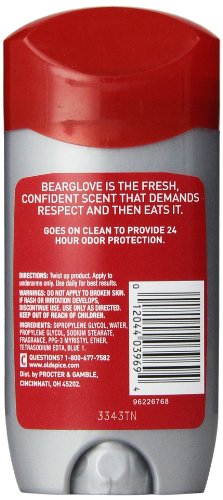 BEARGLOVE IS THE FRESH,
CONFIDENT SCENT THAT DEMANDS
RESPECT AND THEN EATS IT.
GOES ON CLEAN TO PROVIDE 24
HOUR ODOR PROTECTION.
DIRECTIONS: Twist up product. Apply to
underarms only. Use daily for best results.
WARNINGS: DO NOT APPLY TO BROKEN SKIN.
IF RASH OR IRRITATION DEVELOPS,
DISCONTINUE USE. USE ONLY AS DIRECTED.
KEEP OUT OF REACH OF CHILDREN.
INGREDIENTS: DIPROPYLENE GLYCOL, WATER,
PROPYLENE GLYCOL, SODIUM STEARATE,
FRAGRANCE, PPG-3 MYRISTYL ETHER,
TETRASODIUM EDTA, BLUE 1.
QUESTIONS? 1-800-677-7582
www.oldspice.com
Dist. by PROCTER & GAMBLE,
CINCINNATI, OH 45202.
0 12044 03969 4
96226768
3343TN